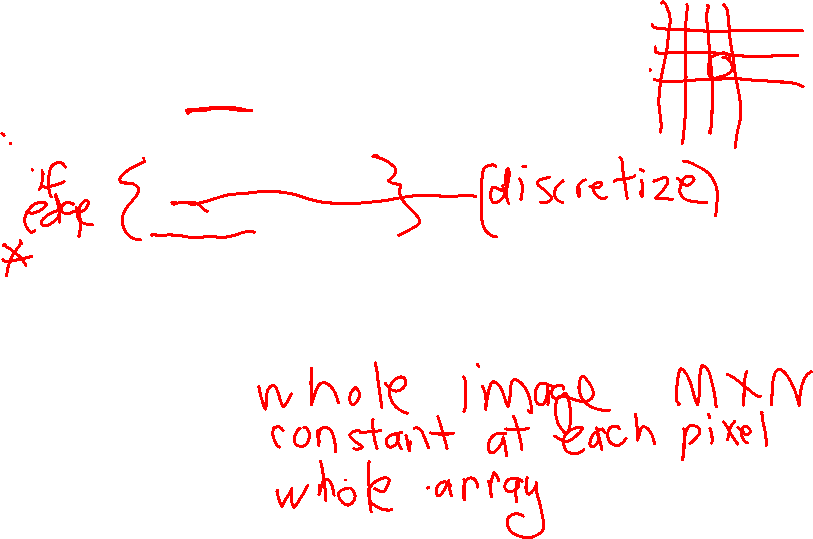 if
edge { } (discretize)
*
whole image MXN
constant at each pixel
whole array